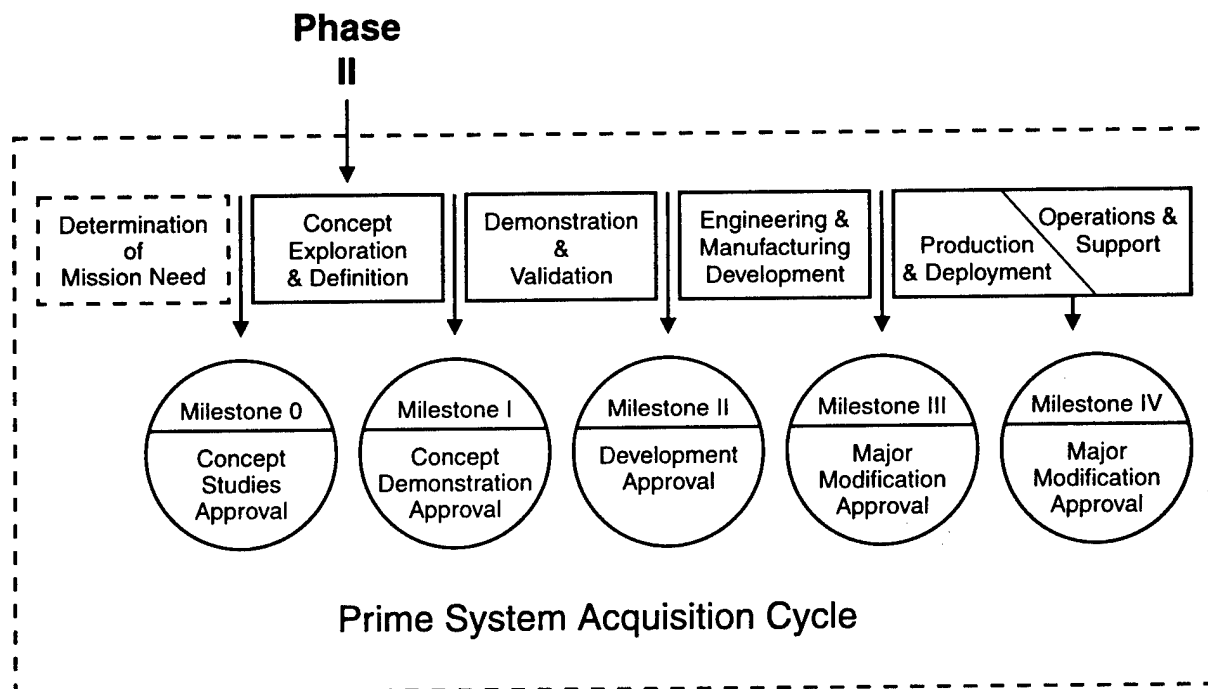 Phase
II
Determination
of
Mission Need
Concept
Exploration
& Definition
Demonstration
&
Validation
Engineering &
Manufacturing
Development
Production
& Deployment
Operations &
Support
Milestone 0
Concept
Studies
Approval
Milestone I
Concept
Demonstration
Approval
Milestone II
Development
Approval
Milestone III
Major
Modification
Approval
Milestone IV
Major
Modification
Approval
Prime System Acquisition Cycle